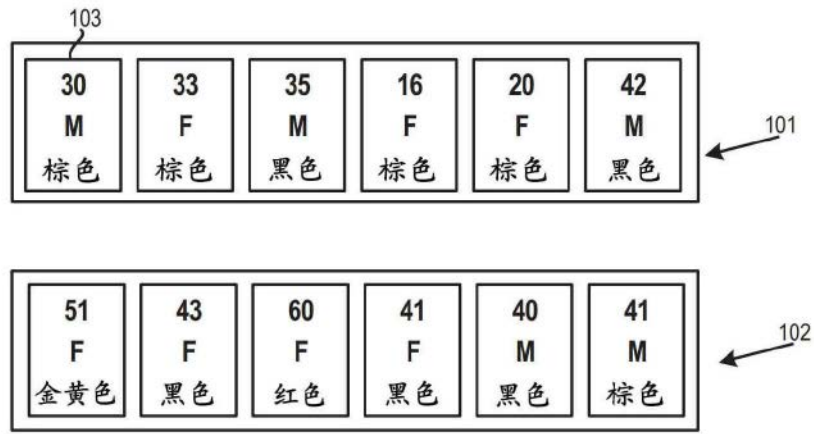 103
30 33 35 16 20 42
M F M F F M
棕色 棕色 黑色 棕色 棕色 黑色
101
51 43 60 41 40 41
F F F F M M
金黄色 黑色 红色 黑色 黑色 棕色
102